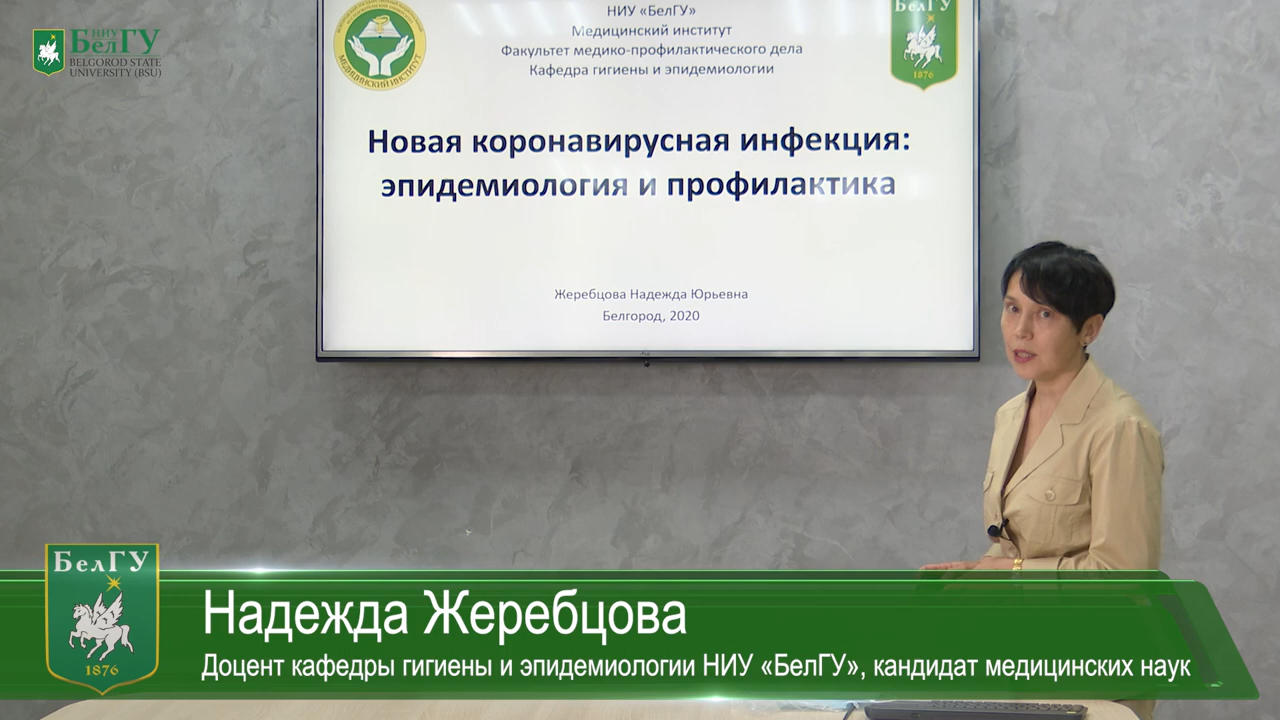 НИУ
БелГУ
BELGOROD STATE
UNIVERSITY (BSU)
МЕДИЦИНСКИЙ ИНСТИТУТ
НИУ «БелГУ»
Медицинский институт
Факультет медико-профилактического дела
Кафедра гигиены и эпидемиологии
БелГУ
1876
Новая коронавирусная инфекция:
эпидемиология и профилактика
Жеребцова Надежда Юрьевна
Белгород, 2020
БелГУ
1876
Надежда Жеребцова
Доцент кафедры гигиены и эпидемиологии НИУ «БелГУ», кандидат медицинских наук